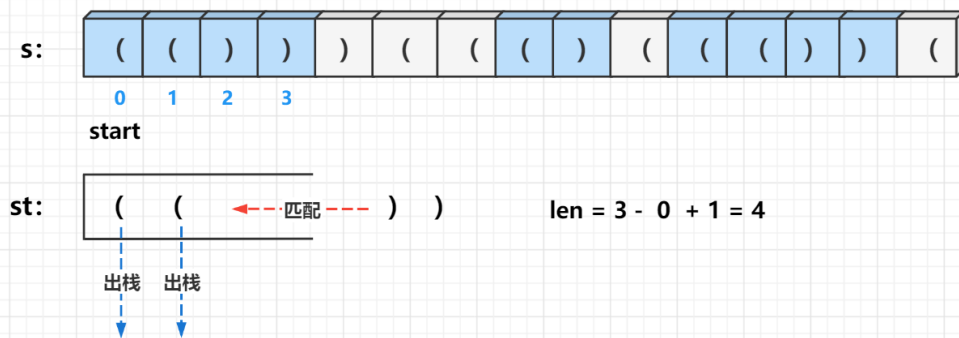 s: ( ( ) ) ) ( ( ( ) ( ( ( ) ) (
0 1 2 3
start
st: ( ( 匹配 ) ) len = 3 - 0 + 1 = 4
出栈 出栈